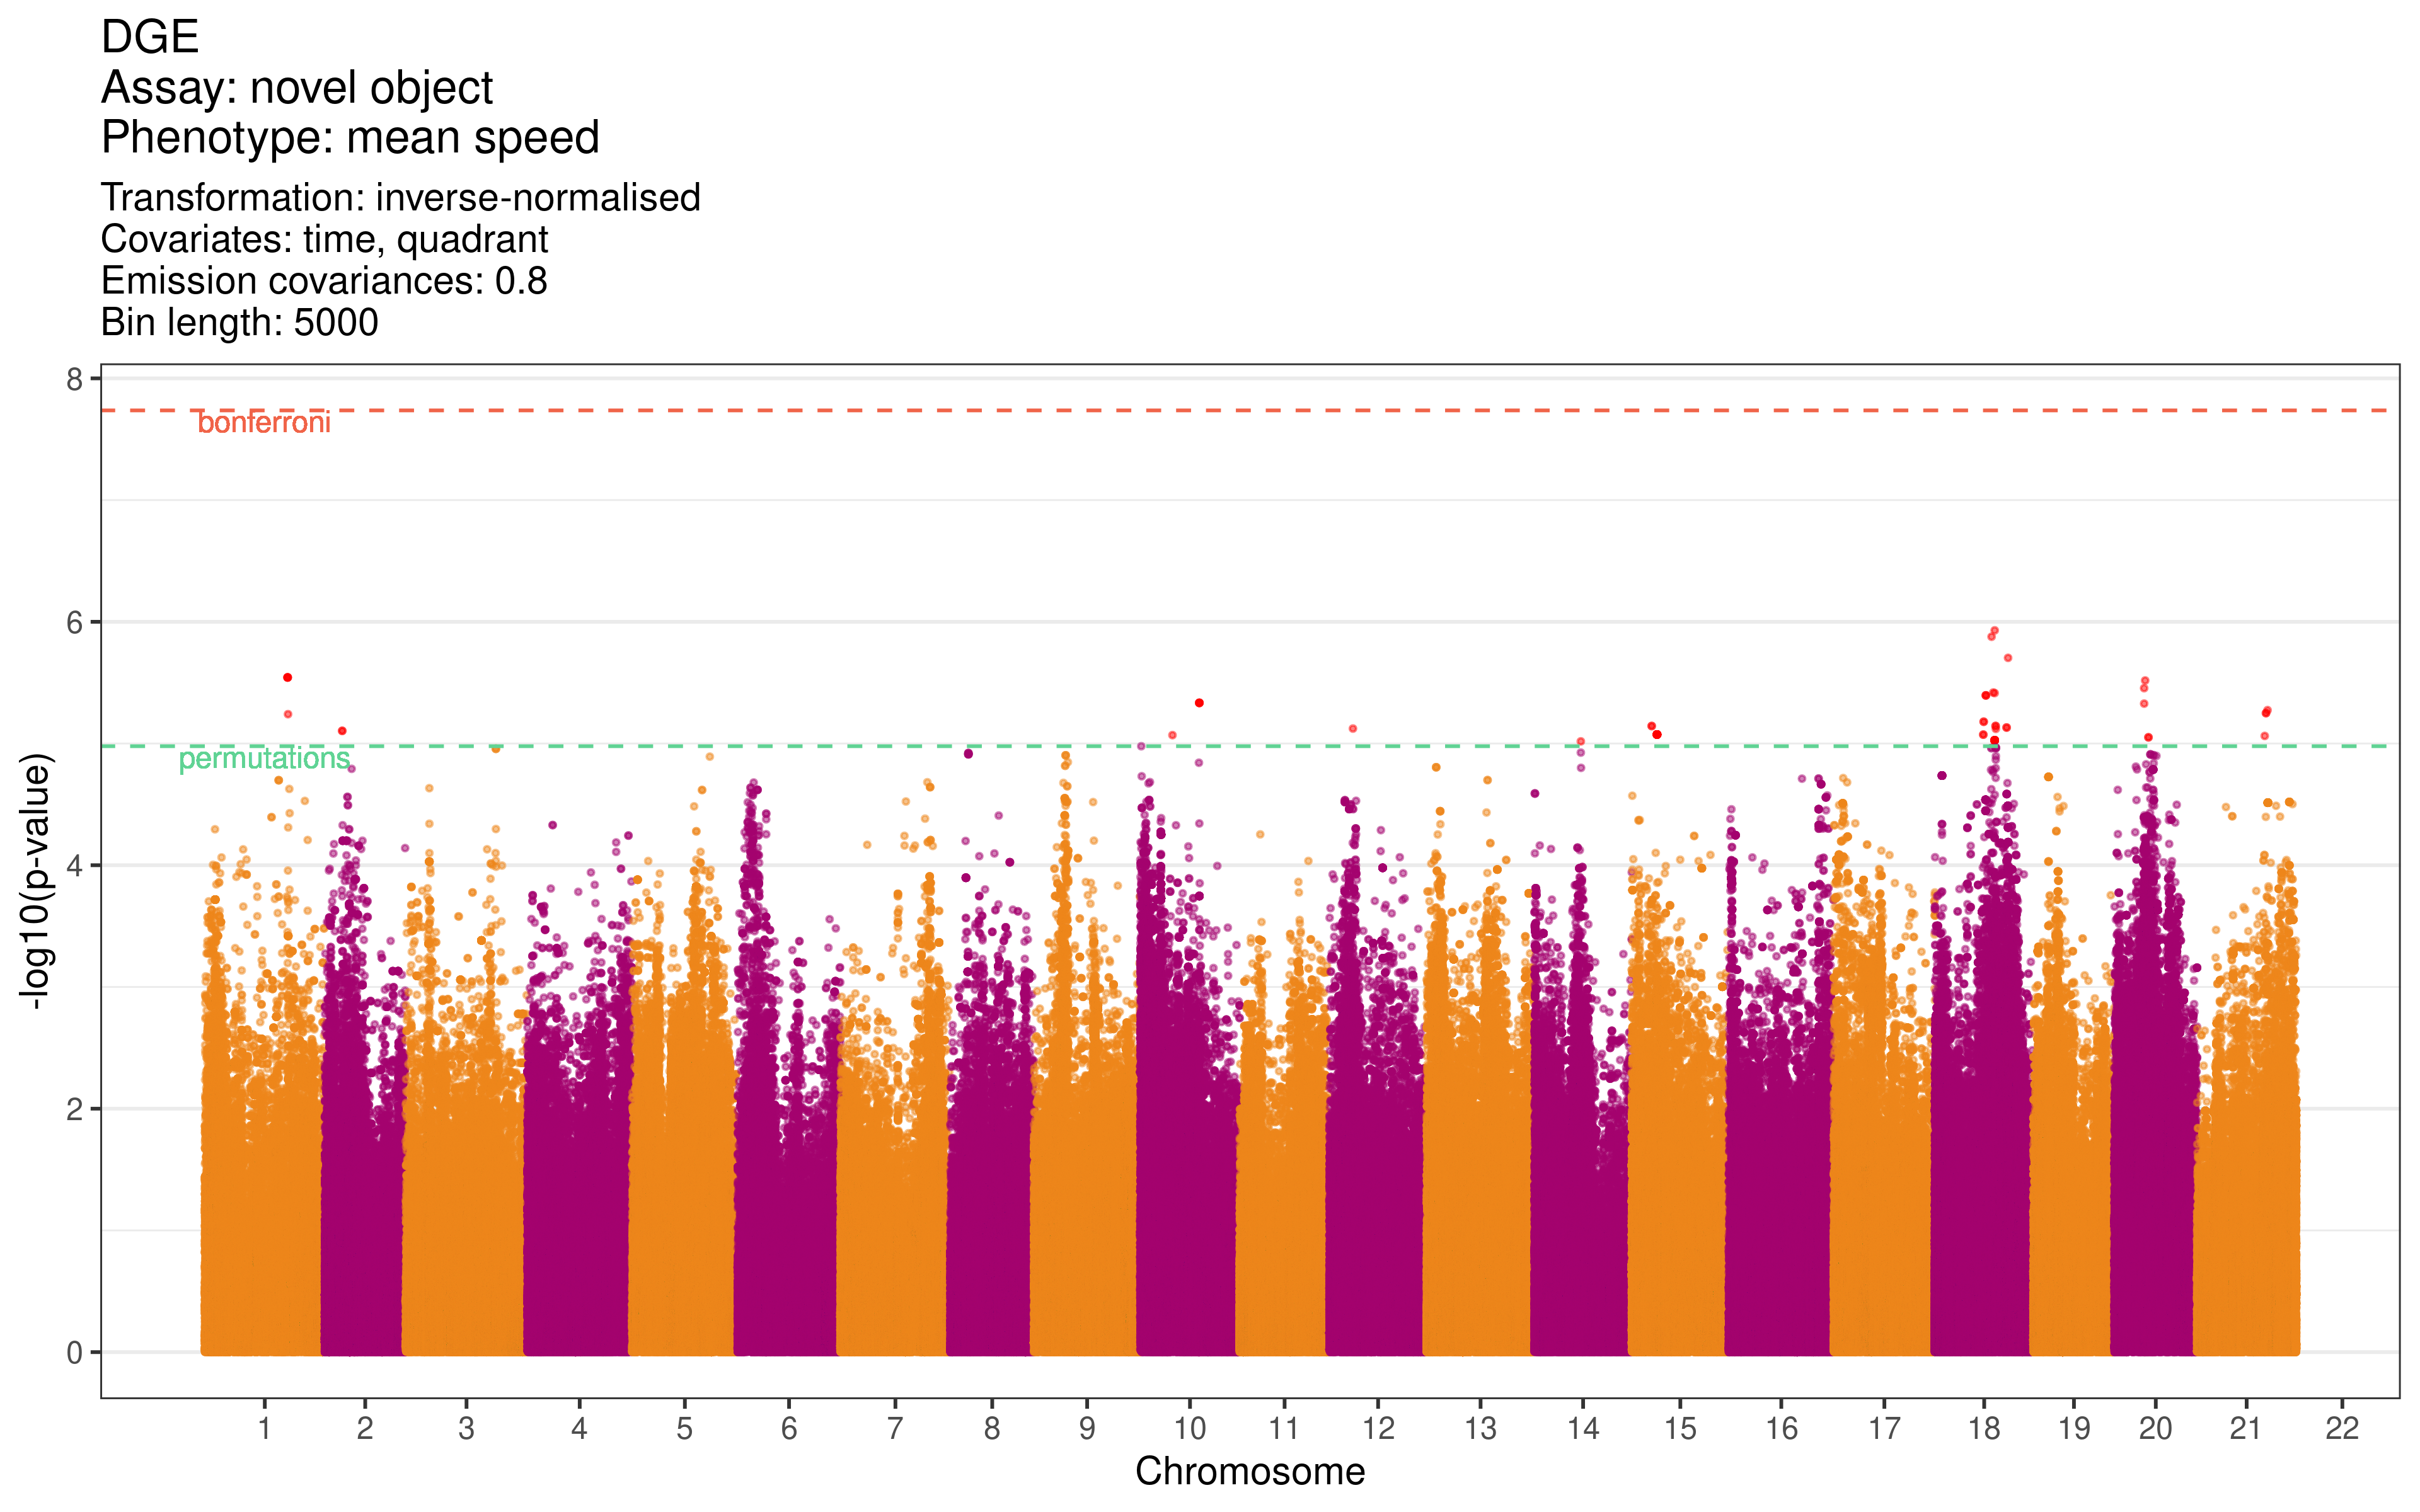 DGE
Assay: novel object
Phenotype: mean speed
Transformation: inverse-normalised
Covariates: time, quadrant
Emission covariances: 0.8
Bin length: 5000
8
bonferroni
6
permutations
4
2
0
-log10(p-value)
1 2 3 4 5 6 7 8 9 10 11 12 13 14 15 16 17 18 19 20 21 22
Chromosome